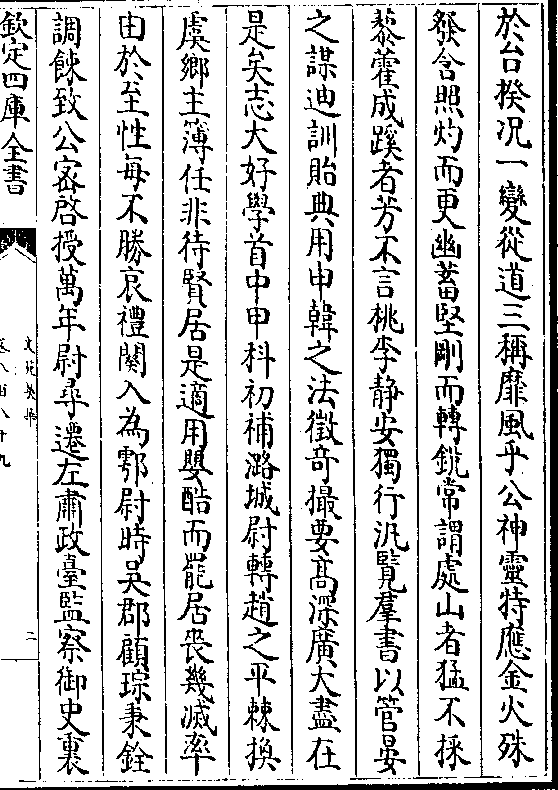 於台揆况一變從道三稱靡風乎公神靈特應金火殊
發含照灼而更幽蓄堅剛而轉銳常謂處山者猛不採
藜藿成蹊者芳不言桃李静安獨行汎覽羣書以管晏
之謀迪訓貽典用申韓之法徵竒撮要髙深廣大盡在
是矣志大好學首中甲科初補潞城尉轉趙之平棘換
虞鄉主簿任非待賢居是適用嬰酷而罷居喪幾滅率
由於至性每不勝哀禮闋入為鄠尉時吳郡顧琮秉銓
調餗致公宻啓授萬年尉尋遷左肅政臺監察御史裏
欽定四庫全書
文苑英華
卷八百八十九
二